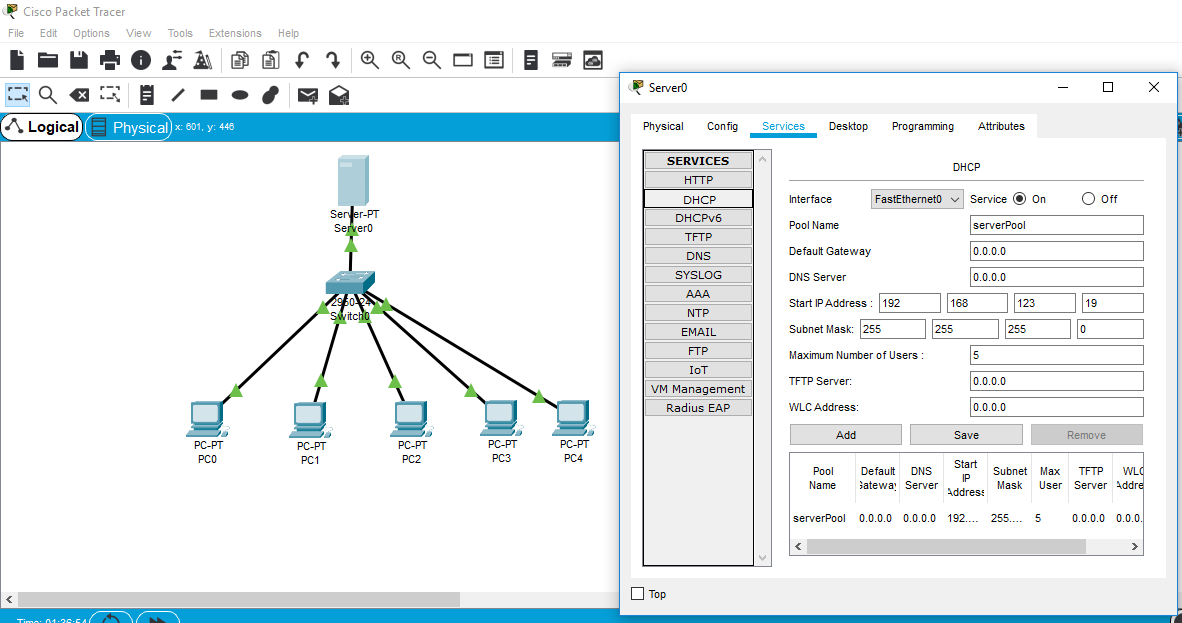 Cisco Packet Tracer
File Edit Options View Tools Extensions Help
Logical Physical x: 601, y: 446
Server-PT
Server0
2960-24
Switch0
PC-PT
PC0
PC-PT
PC1
PC-PT
PC2
PC-PT
PC3
PC-PT
PC4
Time: 01:36:54
Server0
Physical Config Services Desktop Programming Attributes
SERVICES
HTTP
DHCP
DHCPv6
TFTP
DNS
SYSLOG
AAA
NTP
EMAIL
FTP
IoT
VM Management
Radius EAP
DHCP
Interface FastEthernet0 Service On Off
Pool Name serverPool
Default Gateway 0.0.0.0
DNS Server 0.0.0.0
Start IP Address : 192 168 123 19
Subnet Mask: 255 255 255 0
Maximum Number of Users : 5
TFTP Server: 0.0.0.0
WLC Address: 0.0.0.0
Add Save Remove
Pool Name Default Gateway DNS Server Start IP Address Subnet Mask Max User TFTP Server WLC Addre
serverPool 0.0.0.0 0.0.0.0 192.... 255.... 5 0.0.0.0 0.0.0.
Top